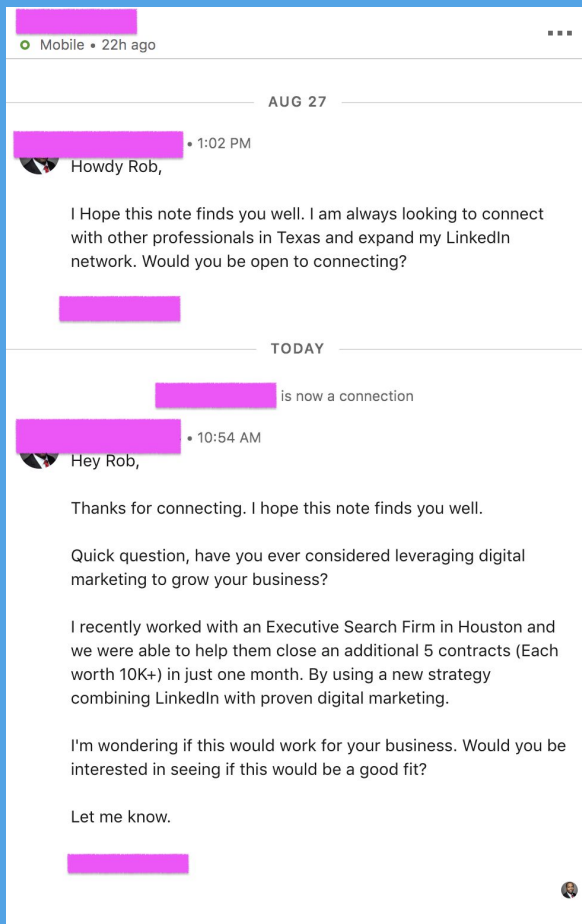 Mobile • 22h ago
AUG 27
• 1:02 PM
Howdy Rob,
I Hope this note finds you well. I am always looking to connect
with other professionals in Texas and expand my LinkedIn
network. Would you be open to connecting?
TODAY
is now a connection
• 10:54 AM
Hey Rob,
Thanks for connecting. I hope this note finds you well.
Quick question, have you ever considered leveraging digital
marketing to grow your business?
I recently worked with an Executive Search Firm in Houston and
we were able to help them close an additional 5 contracts (Each
worth 10K+) in just one month. By using a new strategy
combining LinkedIn with proven digital marketing.
I'm wondering if this would work for your business. Would you be
interested in seeing if this would be a good fit?
Let me know.